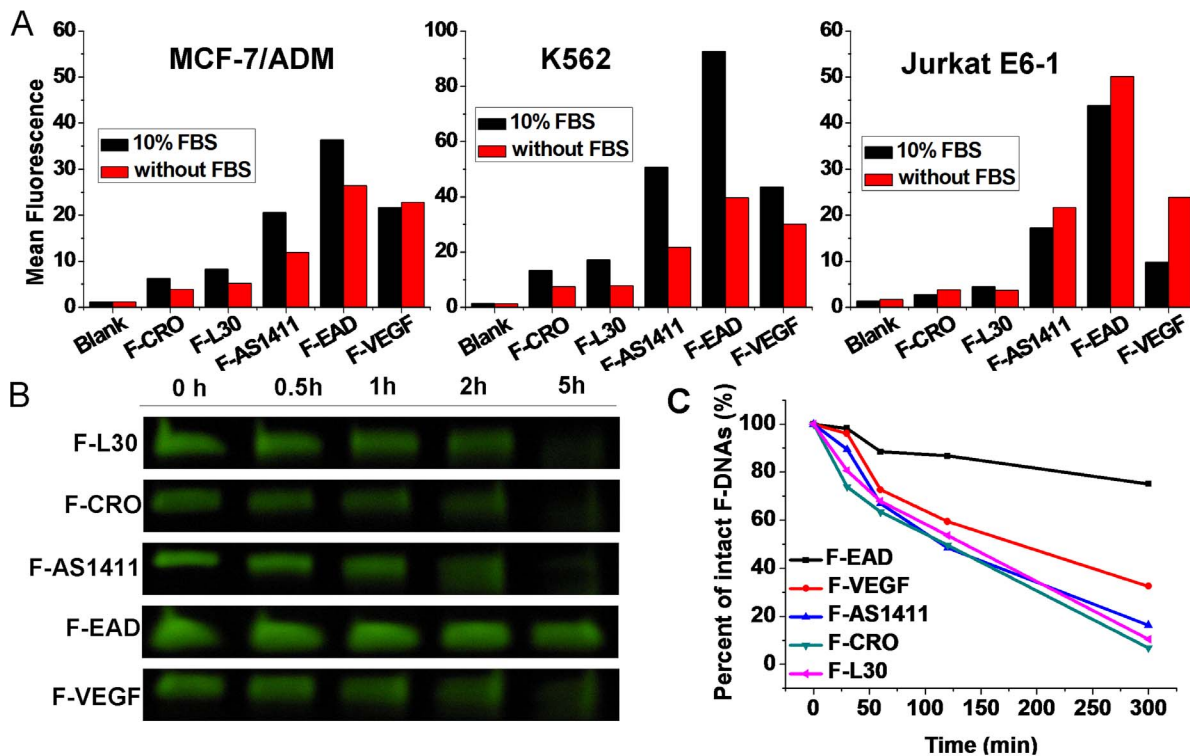 A
MCF-7/ADM
Mean Fluorescence
60
50
40
30
20
10
0
10% FBS
without FBS
Blank
F-CRO
F-L30
F-AS1411
F-EAD
F-VEGF
K562
100
80
60
40
20
0
10% FBS
without FBS
Blank
F-CRO
F-L30
F-AS1411
F-EAD
F-VEGF
Jurkat E6-1
60
50
40
30
20
10
0
10% FBS
without FBS
Blank
F-CRO
F-L30
F-AS1411
F-EAD
F-VEGF
B
0 h 0.5h 1h 2h 5h
F-L30
F-CRO
F-AS1411
F-EAD
F-VEGF
C
Percent of intact F-DNAs (%)
100
80
60
40
20
0
F-EAD
F-VEGF
F-AS1411
F-CRO
F-L30
0 50 100 150 200 250 300
Time (min)